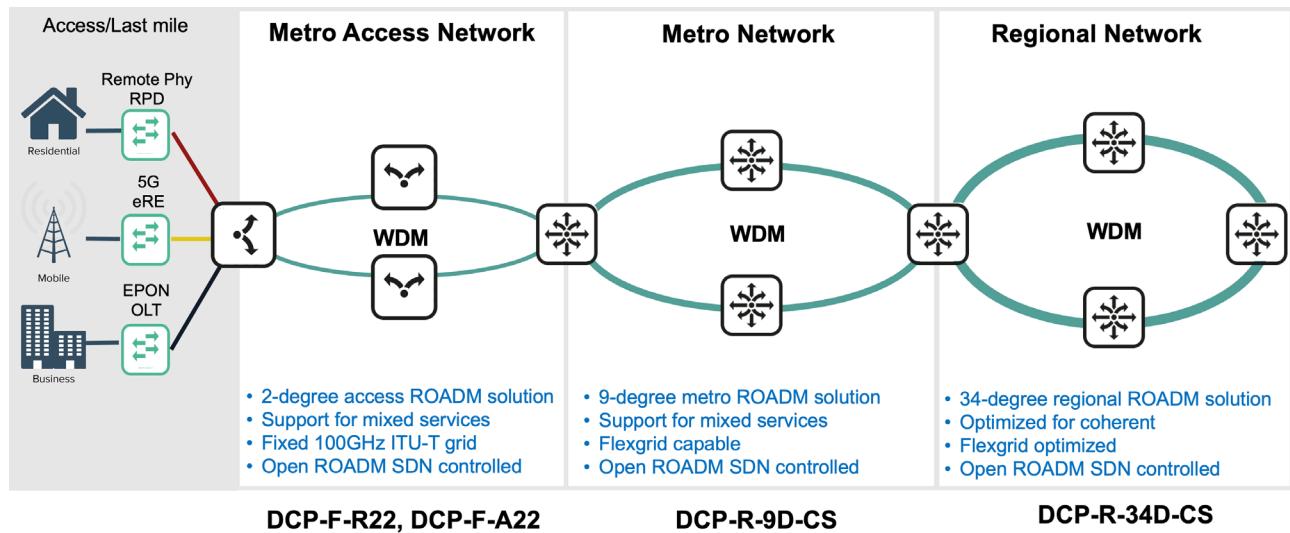 Access/Last mile
Metro Access Network
Metro Network
Regional Network
Remote Phy
RPD
Residential
5G
eRE
Mobile
EPON
OLT
Business
WDM
WDM
WDM
• 2-degree access ROADM solution
• Support for mixed services
• Fixed 100GHz ITU-T grid
• Open ROADM SDN controlled
• 9-degree metro ROADM solution
• Support for mixed services
• Flexgrid capable
• Open ROADM SDN controlled
• 34-degree regional ROADM solution
• Optimized for coherent
• Flexgrid optimized
• Open ROADM SDN controlled
DCP-F-R22, DCP-F-A22
DCP-R-9D-CS
DCP-R-34D-CS